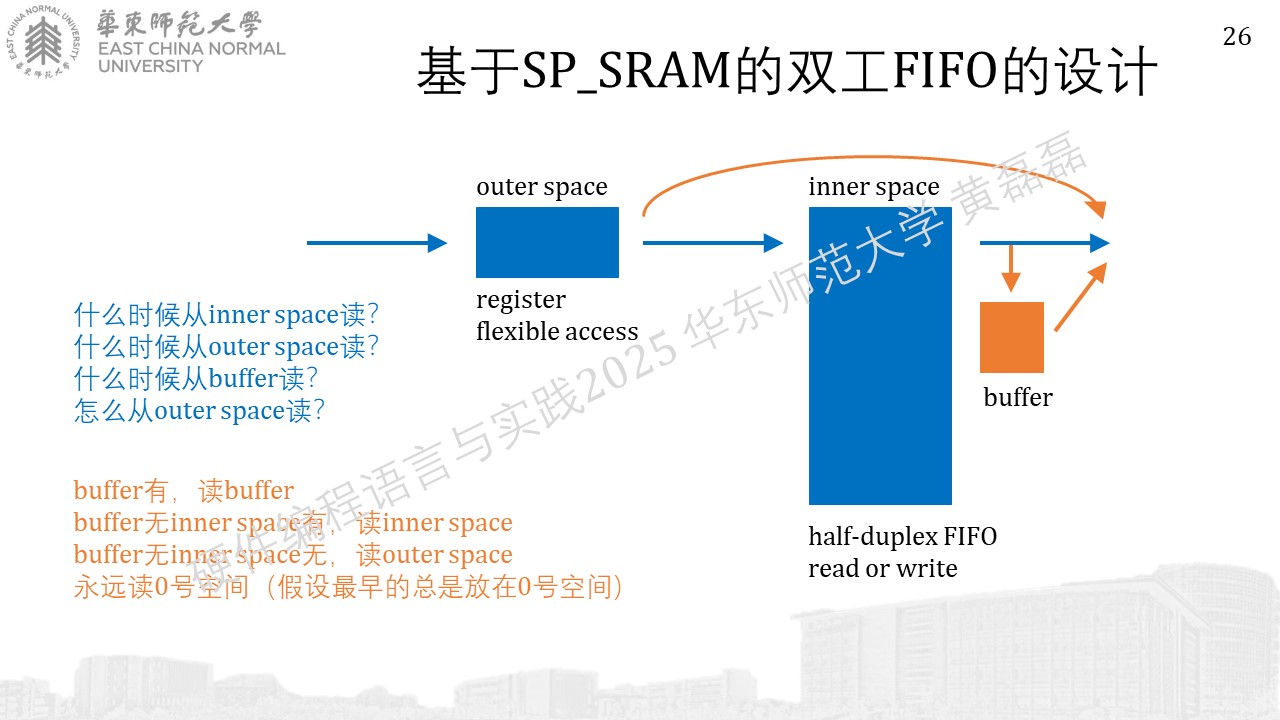 華東師範大學
EAST CHINA NORMAL
UNIVERSITY
EAST CHINA NORMAL UNIVERSITY
華東師範大學
26
基于SP_SRAM的双工FIFO的设计
outer space
inner space
register
flexible access
什么时候从inner space读?
什么时候从outer space读?
什么时候从buffer读?
怎么从outer space读?
buffer
buffer有，读buffer
buffer无inner space有，读inner space
buffer无inner space无，读outer space
永远读0号空间（假设最早的总是放在0号空间）
half-duplex FIFO
read or write
硬件编程语言与实践2025 华东师范大学 黄磊磊